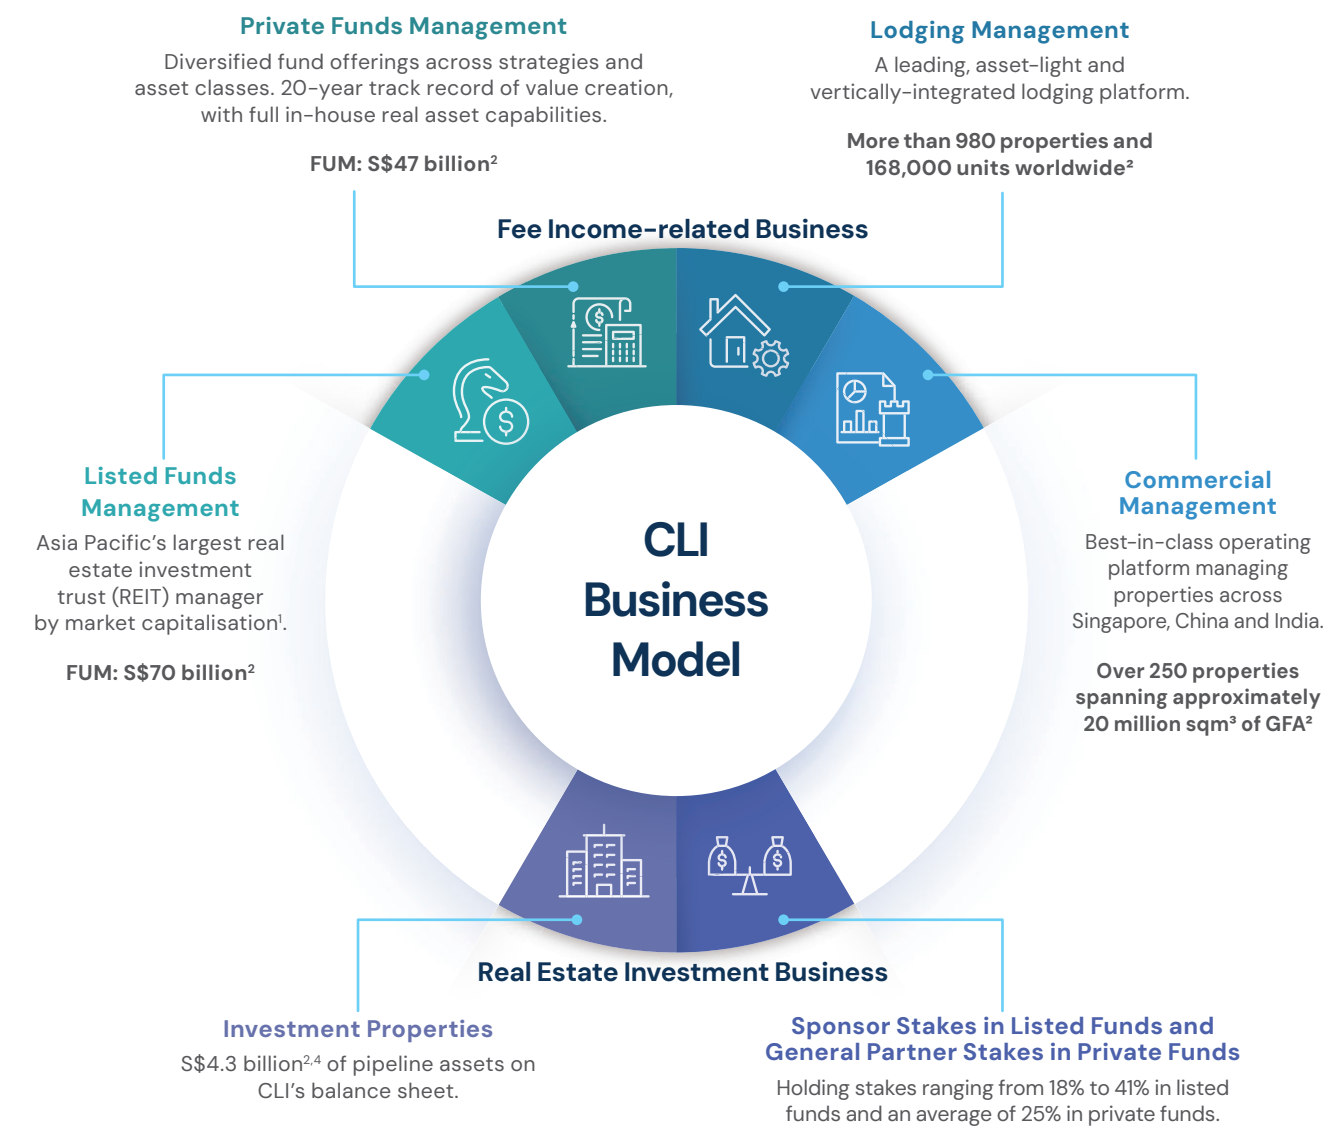 Private Funds Management
Diversified fund offerings across strategies and
asset classes. 20-year track record of value creation,
with full in-house real asset capabilities.
FUM: S$47 billion²
Lodging Management
A leading, asset-light and
vertically-integrated lodging platform.
More than 980 properties and
168,000 units worldwide²
Fee Income-related Business
Listed Funds
Management
Asia Pacific's largest real
estate investment
trust (REIT) manager
by market capitalisation¹.
FUM: S$70 billion²
CLI
Business
Model
Commercial
Management
Best-in-class operating
platform managing
properties across
Singapore, China and India.
Over 250 properties
spanning approximately
20 million sqm³ of GFA²
Real Estate Investment Business
Investment Properties
S$4.3 billion²,⁴ of pipeline assets on
CLI's balance sheet.
Sponsor Stakes in Listed Funds and
General Partner Stakes in Private Funds
Holding stakes ranging from 18% to 41% in listed
funds and an average of 25% in private funds.